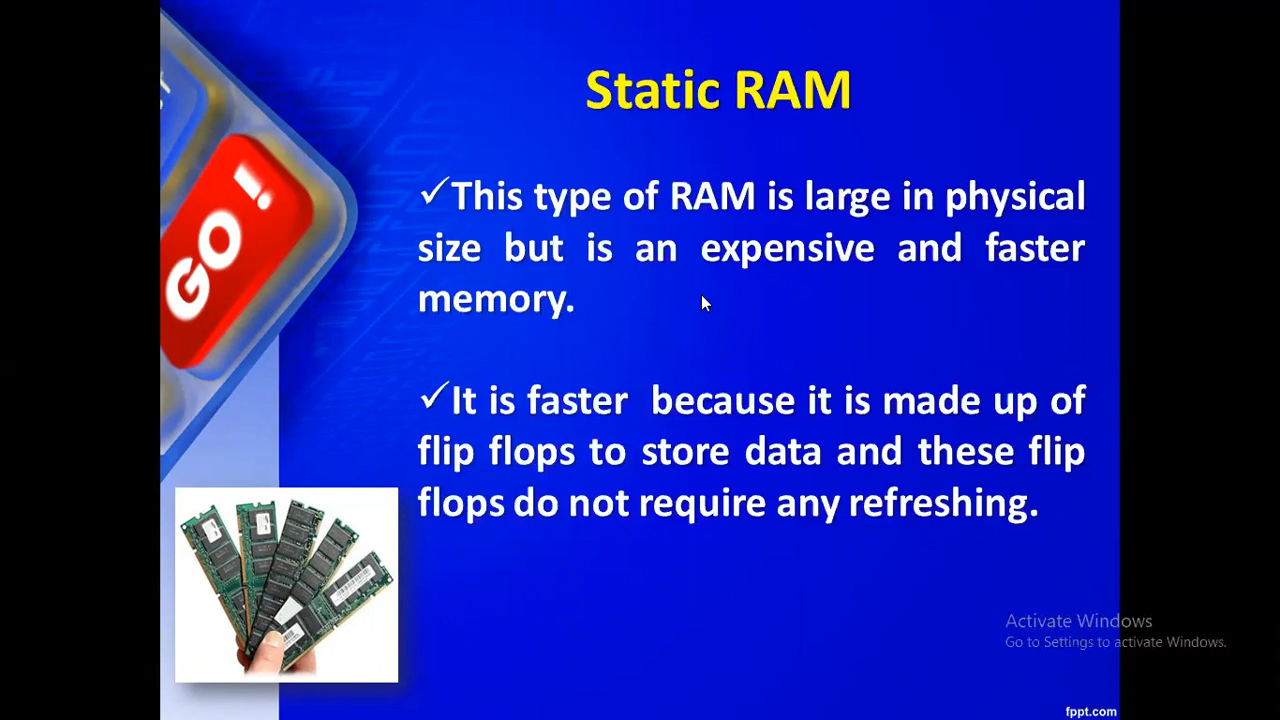 Static RAM
GO!
✓This type of RAM is large in physical
size but is an expensive and faster
memory.
✓It is faster because it is made up of
flip flops to store data and these flip
flops do not require any refreshing.
Activate Windows
Go to Settings to activate Windows.
fppt.com